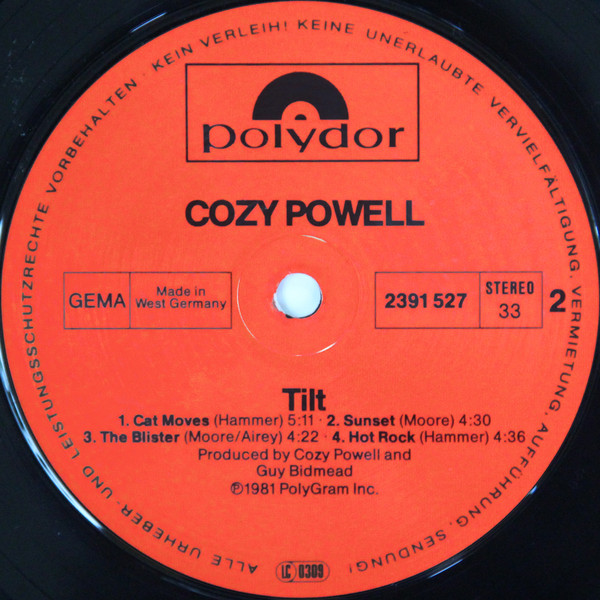 ALLE URHEBER- UND LEISTUNGSSCHUTZRECHTE VORBEHALTEN · KEIN VERLEIH! KEINE UNERLAUBTE VERVIELFÄLTIGUNG, VERMIETUNG, AUFFÜHRUNG, SENDUNG!
polydor
COZY POWELL
GEMA
Made in
West Germany
2391 527
STEREO
33
2
Tilt
1. Cat Moves (Hammer) 5:11 · 2. Sunset (Moore) 4:30
3. The Blister (Moore/Airey) 4:22 · 4. Hot Rock (Hammer) 4:36
Produced by Cozy Powell and
Guy Bidmead
℗1981 PolyGram Inc.
LC 0309